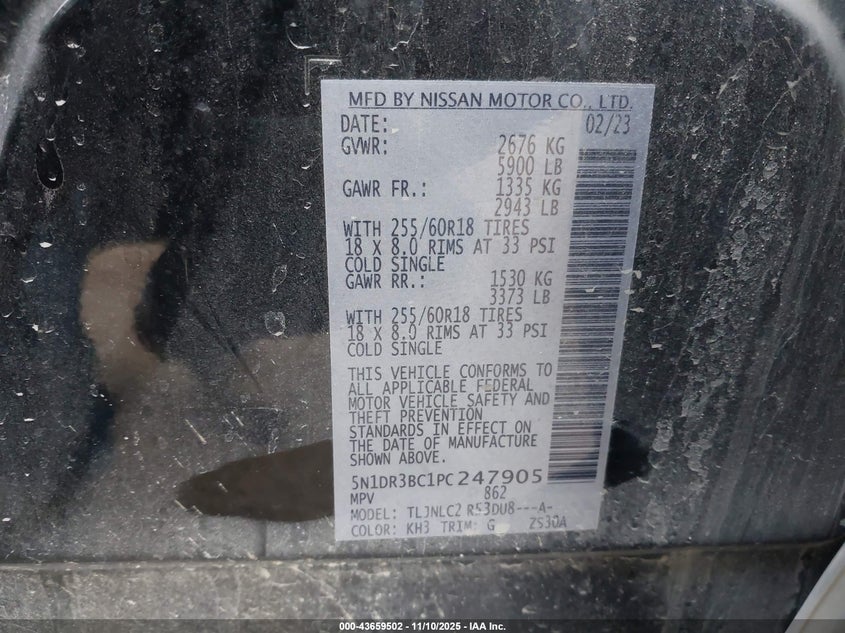 MFD BY NISSAN MOTOR CO., LTD.
DATE: 02/23
GVWR: 2676 KG
5900 LB
GAWR FR.: 1335 KG
2943 LB
WITH 255/60R18 TIRES
18 X 8.0 RIMS AT 33 PSI
COLD SINGLE
GAWR RR.: 1530 KG
3373 LB
WITH 255/60R18 TIRES
18 X 8.0 RIMS AT 33 PSI
COLD SINGLE
THIS VEHICLE CONFORMS TO
ALL APPLICABLE FEDERAL
MOTOR VEHICLE SAFETY AND
THEFT PREVENTION
STANDARDS IN EFFECT ON
THE DATE OF MANUFACTURE
SHOWN ABOVE.
5N1DR3BC1PC247905
MPV 862
MODEL: TLJNLC2 R53DU8---A-
COLOR: KH3 TRIM: G ZS30A
000-43659502 - 11/10/2025 - IAA Inc.